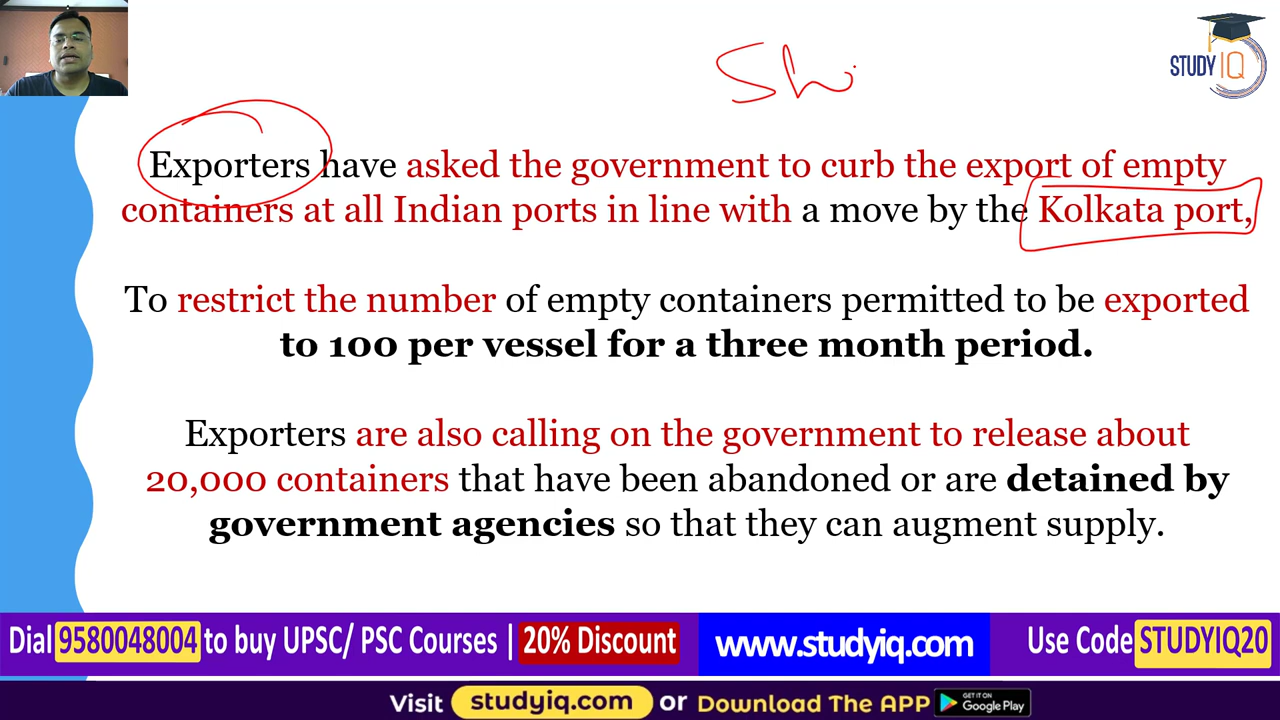 STUDY IQ
Exporters have asked the government to curb the export of empty
containers at all Indian ports in line with a move by the Kolkata port,
To restrict the number of empty containers permitted to be exported
to 100 per vessel for a three month period.
Exporters are also calling on the government to release about
20,000 containers that have been abandoned or are detained by
government agencies so that they can augment supply.
Dial 9580048004 to buy UPSC/ PSC Courses | 20% Discount www.studyiq.com Use Code STUDYIQ20
Visit studyiq.com or Download The APP GET IT ON Google Play